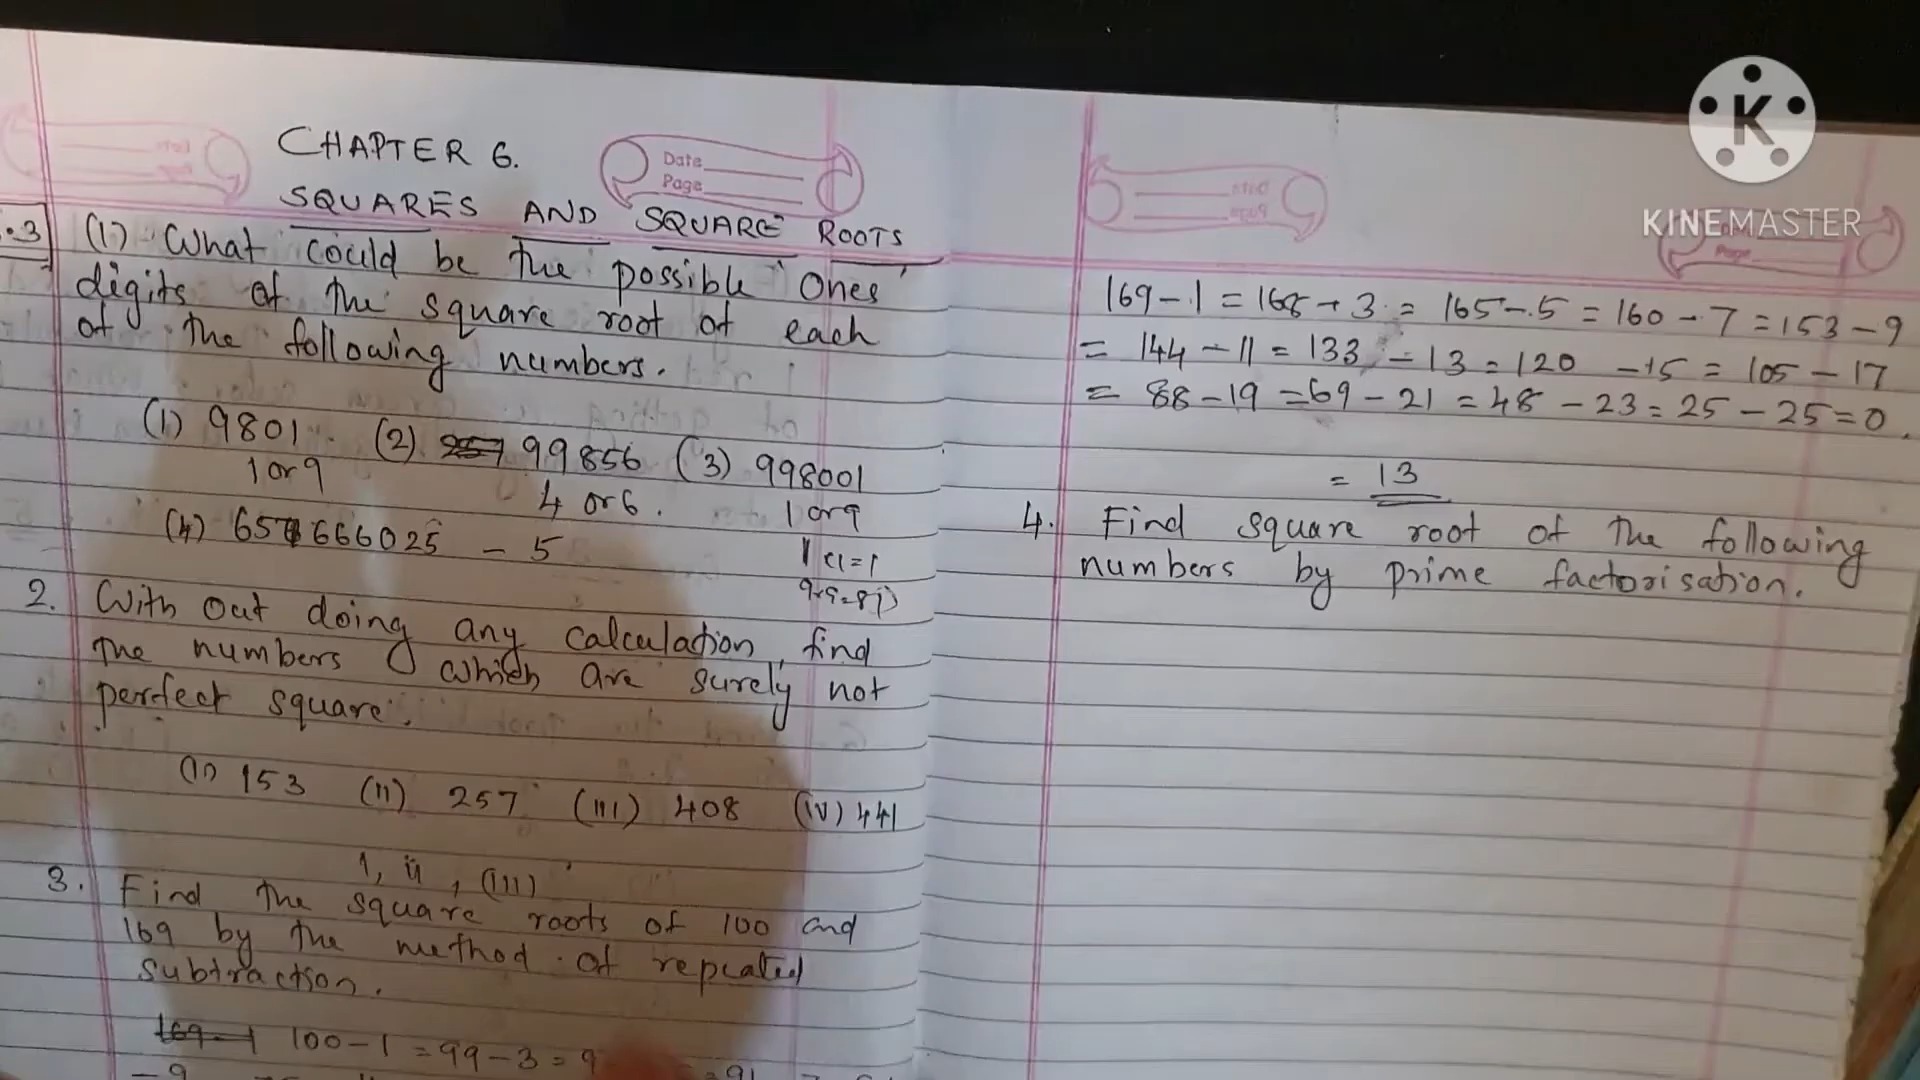 CHAPTER 6.
Date
Page
SQUARES AND SQUARE ROOTS
.3 (1) What could be the possible Ones
digits of the square root of each
of the following numbers.
(1) 9801 (2) 99856 (3) 998001
1 or 9 4 or 6. 1 or 9
(4) 657666025 - 5
9×9=81
2. With out doing any calculation, find
the numbers which are surely not
perfect square.
(i) 153 (ii) 257 (iii) 408 (iv) 441
i, ii, (iii)
3. Find the square roots of 100 and
169 by the method of repeated
subtraction.
169-1 100-1 = 99-3 = 9
- 9
KINEMASTER
Page
169-1 = 168-3 = 165-5 = 160-7 = 153-9
= 144-11 = 133-13 = 120-15 = 105-17
= 88-19 = 69-21 = 48-23 = 25-25 = 0.
= 13
4. Find square root of the following
numbers by prime factorisation.